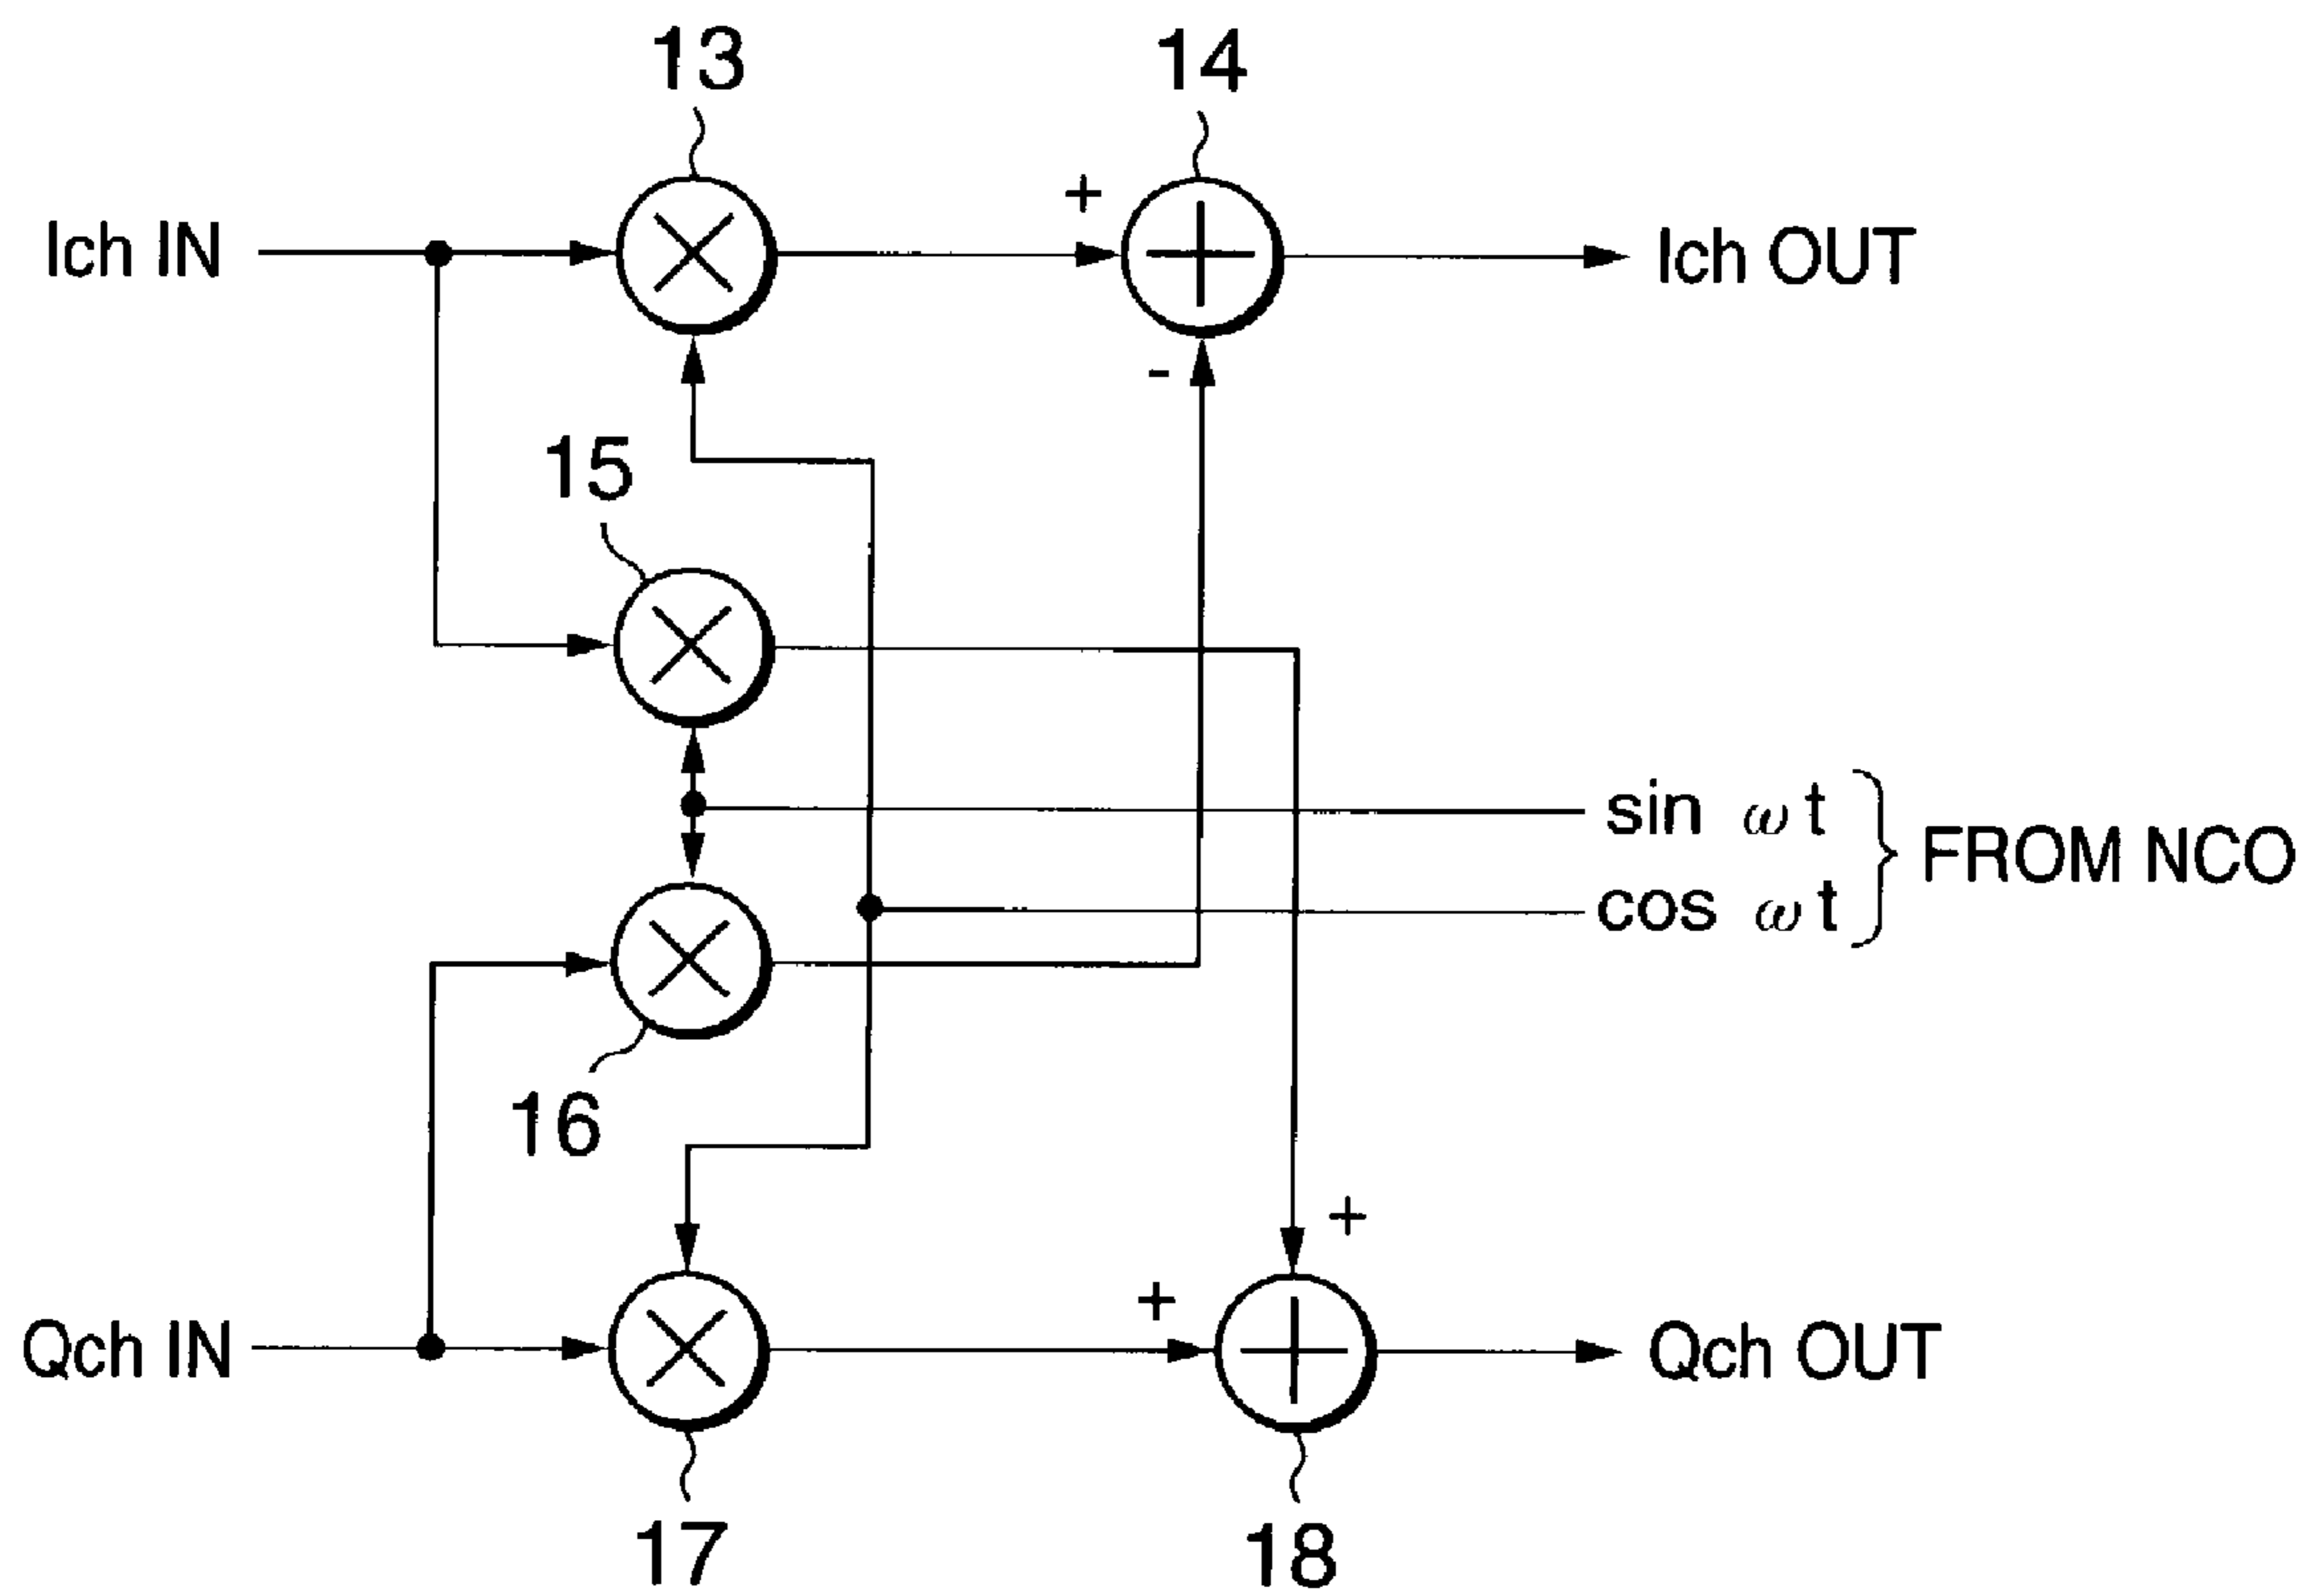 13
14
+
Ich IN
Ich OUT
-
15
sin ωt
FROM NCO
cos ωt
16
+
+
Qch IN
Qch OUT
17
18